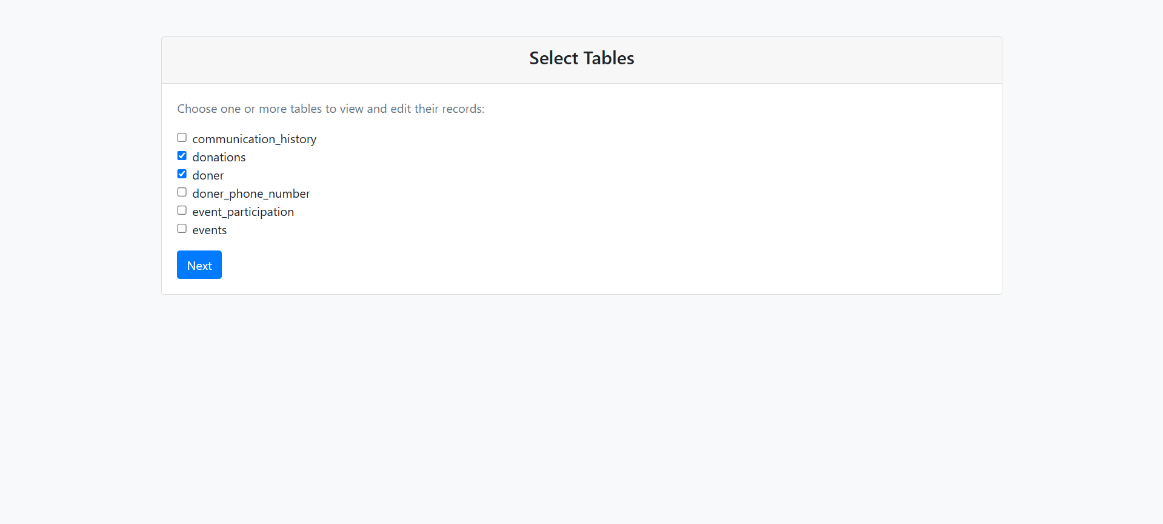 Select Tables
Choose one or more tables to view and edit their records:
communication_history
donations
doner
doner_phone_number
event_participation
events
Next